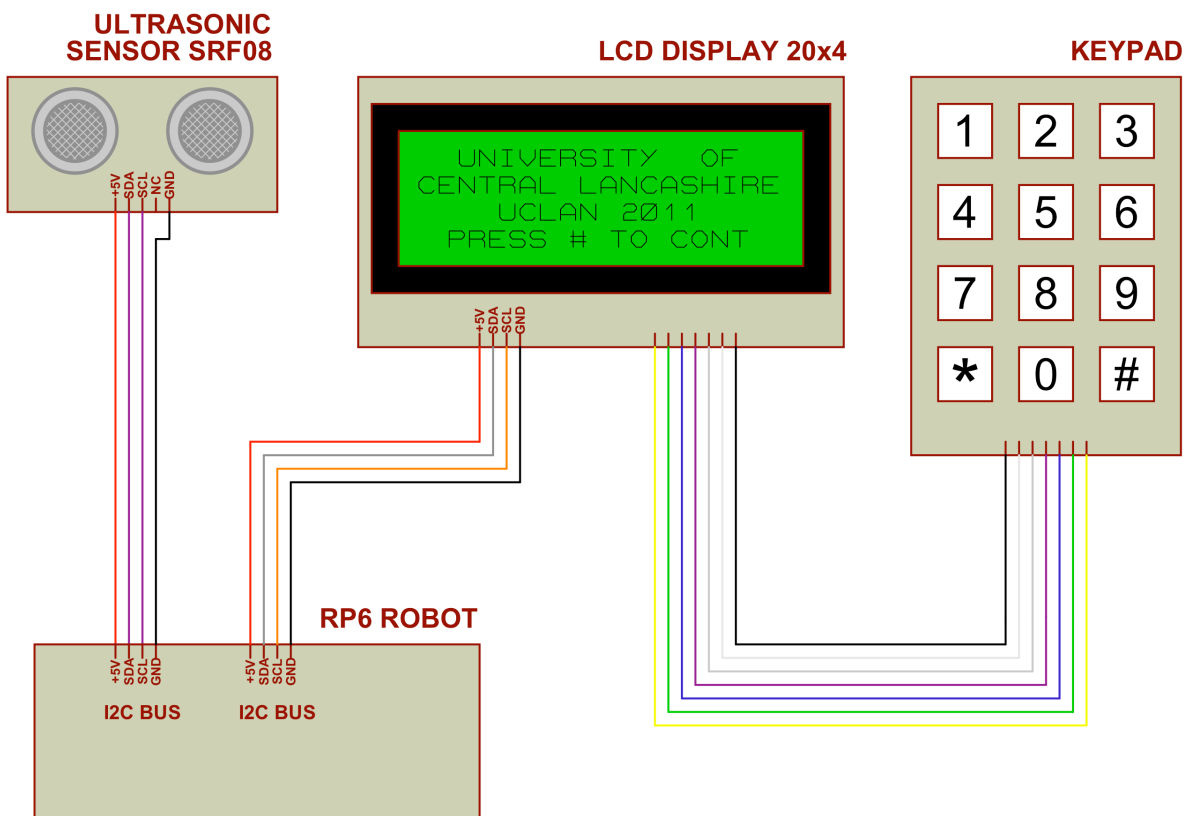 ULTRASONIC
SENSOR SRF08
+5V
SDA
SCL
NC
GND
LCD DISPLAY 20x4
UNIVERSITY OF
CENTRAL LANCASHIRE
UCLAN 2011
PRESS # TO CONT
+5V
SDA
SCL
GND
KEYPAD
1 2 3
4 5 6
7 8 9
* 0 #
RP6 ROBOT
+5V
SDA
SCL
GND
I2C BUS
+5V
SDA
SCL
GND
I2C BUS